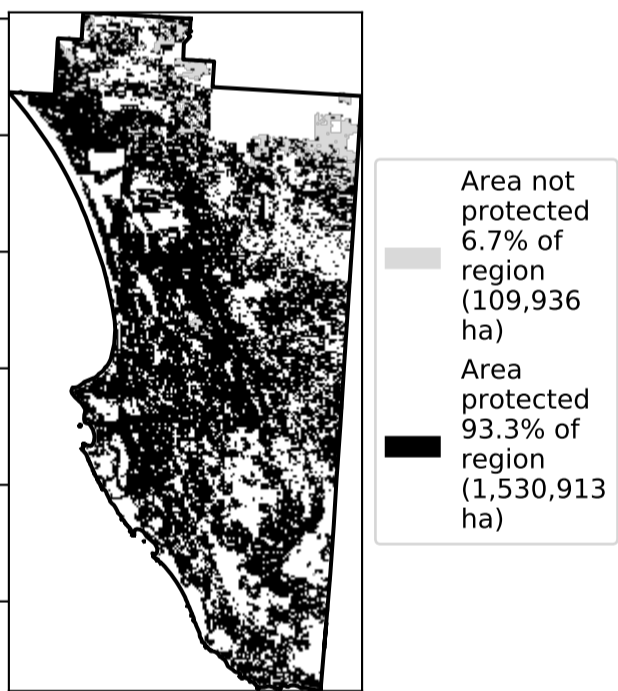 Area not
protected
6.7% of
region
(109,936
ha)
Area
protected
93.3% of
region
(1,530,913
ha)